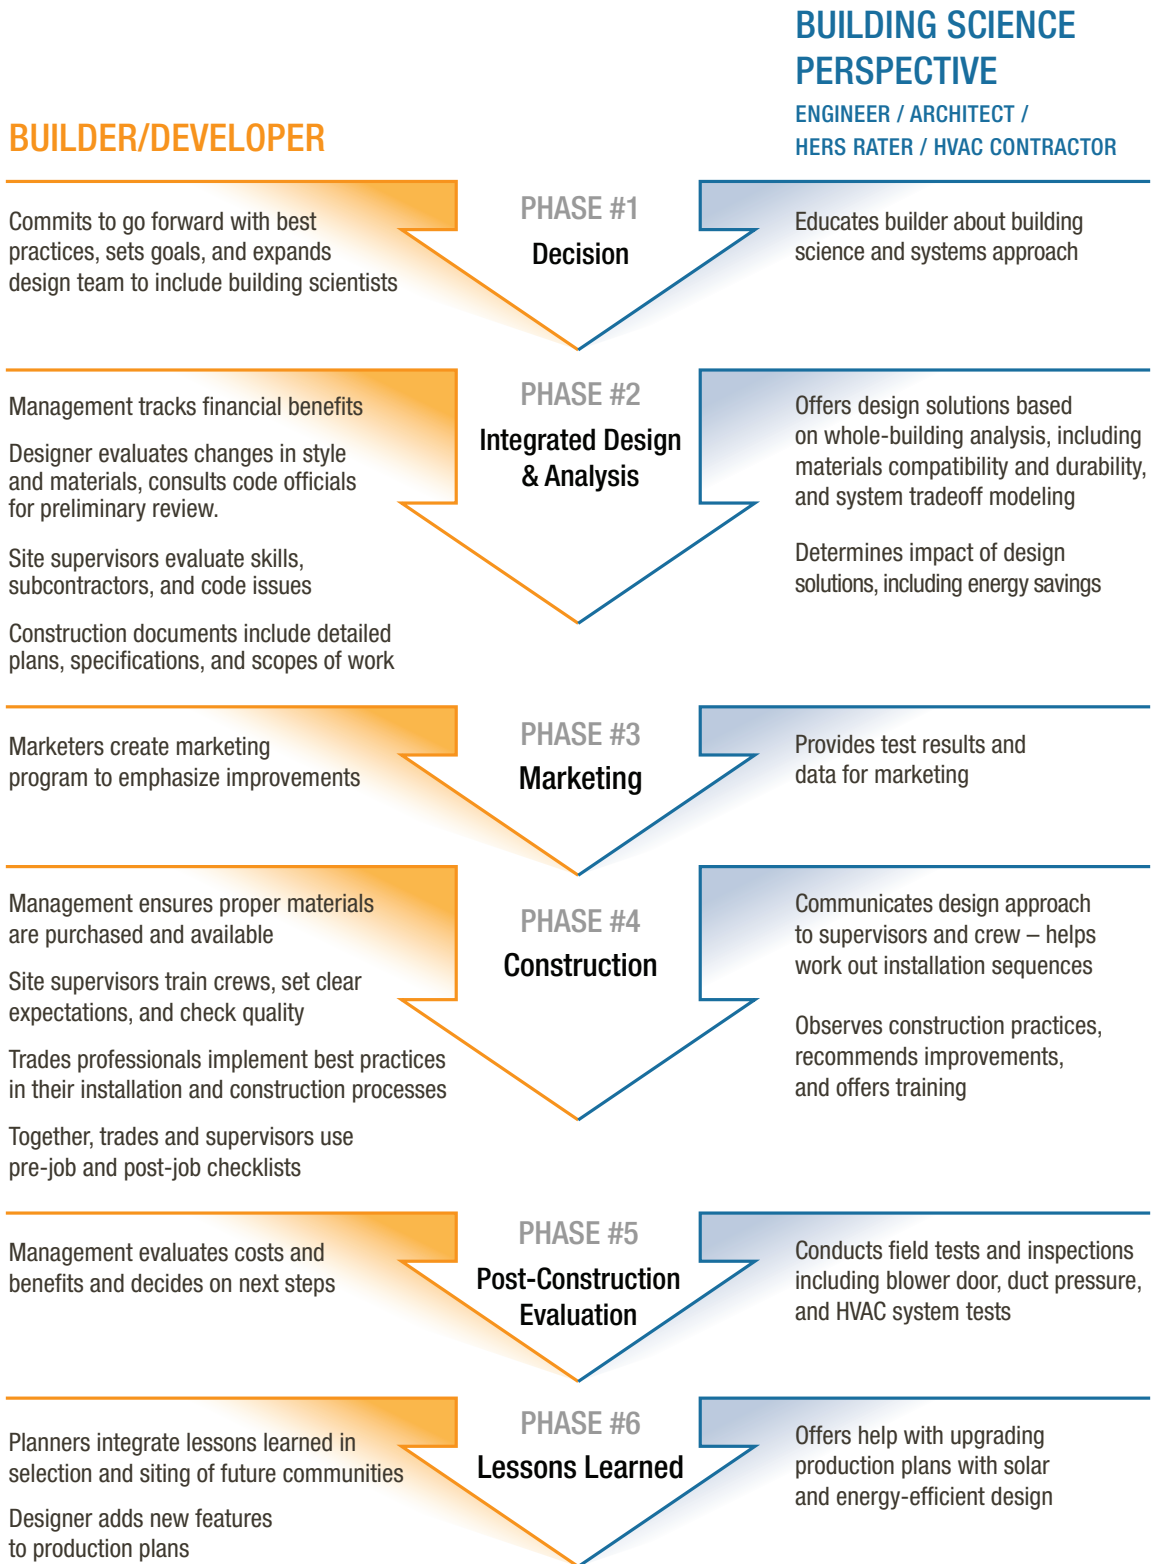 BUILDING SCIENCE
PERSPECTIVE
ENGINEER / ARCHITECT /
HERS RATER / HVAC CONTRACTOR
BUILDER/DEVELOPER
Commits to go forward with best
practices, sets goals, and expands
design team to include building scientists
PHASE #1
Decision
Educates builder about building
science and systems approach
Management tracks financial benefits
Designer evaluates changes in style
and materials, consults code officials
for preliminary review.
Site supervisors evaluate skills,
subcontractors, and code issues
Construction documents include detailed
plans, specifications, and scopes of work
PHASE #2
Integrated Design
& Analysis
Offers design solutions based
on whole-building analysis, including
materials compatibility and durability,
and system tradeoff modeling
Determines impact of design
solutions, including energy savings
Marketers create marketing
program to emphasize improvements
PHASE #3
Marketing
Provides test results and
data for marketing
Management ensures proper materials
are purchased and available
Site supervisors train crews, set clear
expectations, and check quality
Trades professionals implement best practices
in their installation and construction processes
Together, trades and supervisors use
pre-job and post-job checklists
PHASE #4
Construction
Communicates design approach
to supervisors and crew – helps
work out installation sequences
Observes construction practices,
recommends improvements,
and offers training
Management evaluates costs and
benefits and decides on next steps
PHASE #5
Post-Construction
Evaluation
Conducts field tests and inspections
including blower door, duct pressure,
and HVAC system tests
Planners integrate lessons learned in
selection and siting of future communities
Designer adds new features
to production plans
PHASE #6
Lessons Learned
Offers help with upgrading
production plans with solar
and energy-efficient design